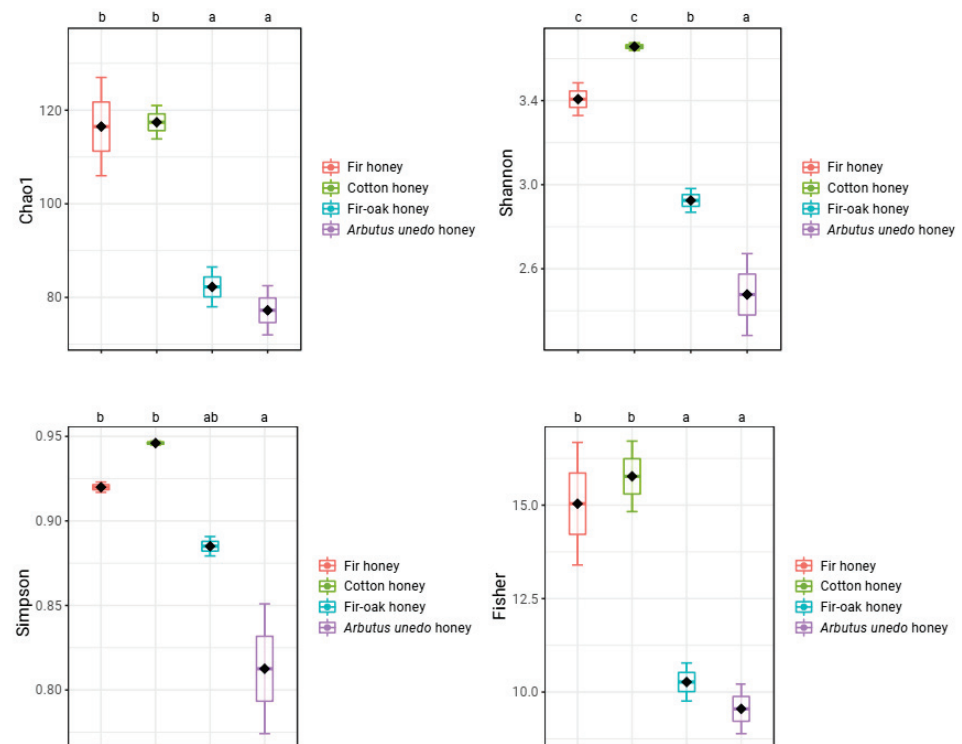 b b a a
Chao1
120
100
80
Fir honey
Cotton honey
Fir-oak honey
Arbutus unedo honey
c c b a
Shannon
3.4
3.0
2.6
Fir honey
Cotton honey
Fir-oak honey
Arbutus unedo honey
b b ab a
Simpson
0.95
0.90
0.85
0.80
Fir honey
Cotton honey
Fir-oak honey
Arbutus unedo honey
b b a a
Fisher
15.0
12.5
10.0
Fir honey
Cotton honey
Fir-oak honey
Arbutus unedo honey